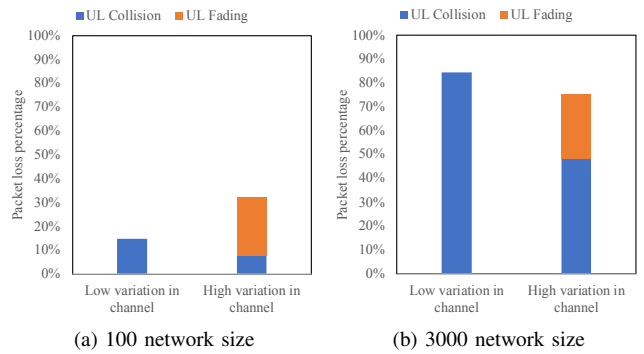 UL Collision UL Fading
100%
90%
80%
70%
60%
50%
40%
30%
20%
10%
0%
Packet loss percentage
Low variation in channel
High variation in channel
(a) 100 network size
UL Collision UL Fading
100%
90%
80%
70%
60%
50%
40%
30%
20%
10%
0%
Packet loss percentage
Low variation in channel
High variation in channel
(b) 3000 network size